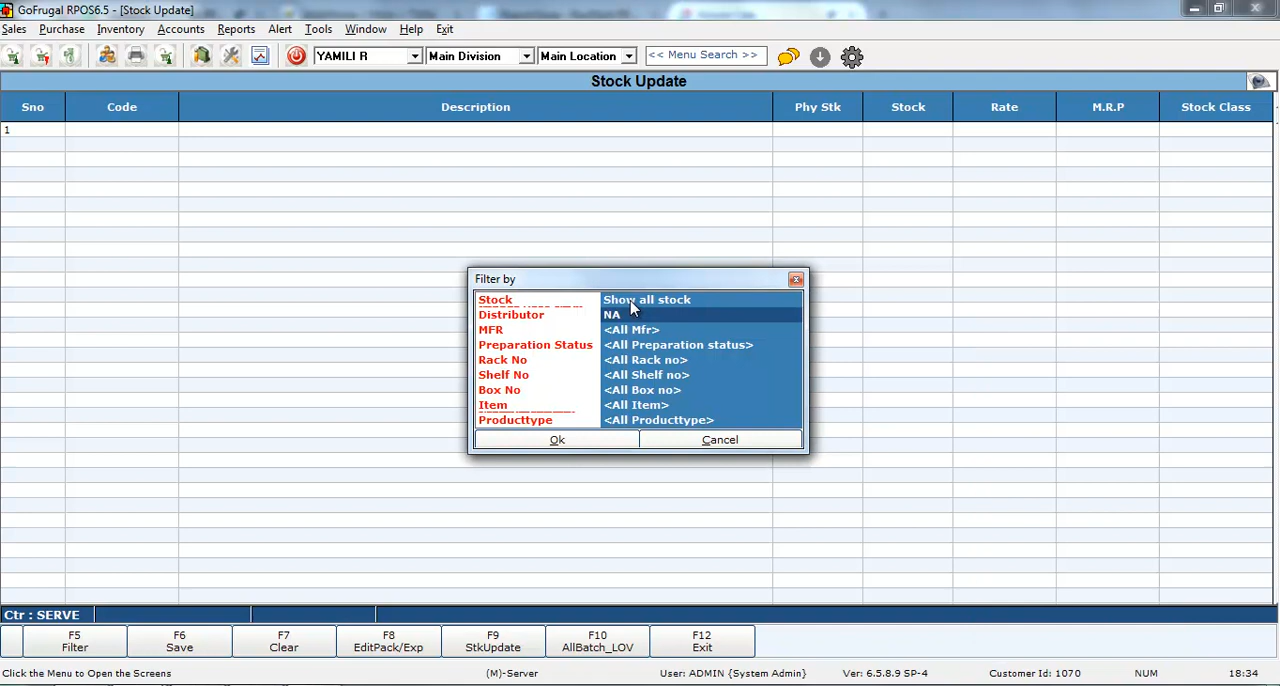 GoFrugal RPOS6.5 - [Stock Update]
Sales Purchase Inventory Accounts Reports Alert Tools Window Help Exit
YAMILI R Main Division Main Location << Menu Search >>
Stock Update
Sno Code Description Phy Stk Stock Rate M.R.P Stock Class
1
Filter by
Stock Show all stock
Distributor NA
MFR <All Mfr>
Preparation Status <All Preparation status>
Rack No <All Rack no>
Shelf No <All Shelf no>
Box No <All Box no>
Item <All Item>
Producttype <All Producttype>
Ok Cancel
Ctr : SERVE
F5 F6 F7 F8 F9 F10 F12
Filter Save Clear EditPack/Exp StkUpdate AllBatch_LOV Exit
Click the Menu to Open the Screens (M)-Server User: ADMIN {System Admin} Ver: 6.5.8.9 SP-4 Customer Id: 1070 NUM 18:34